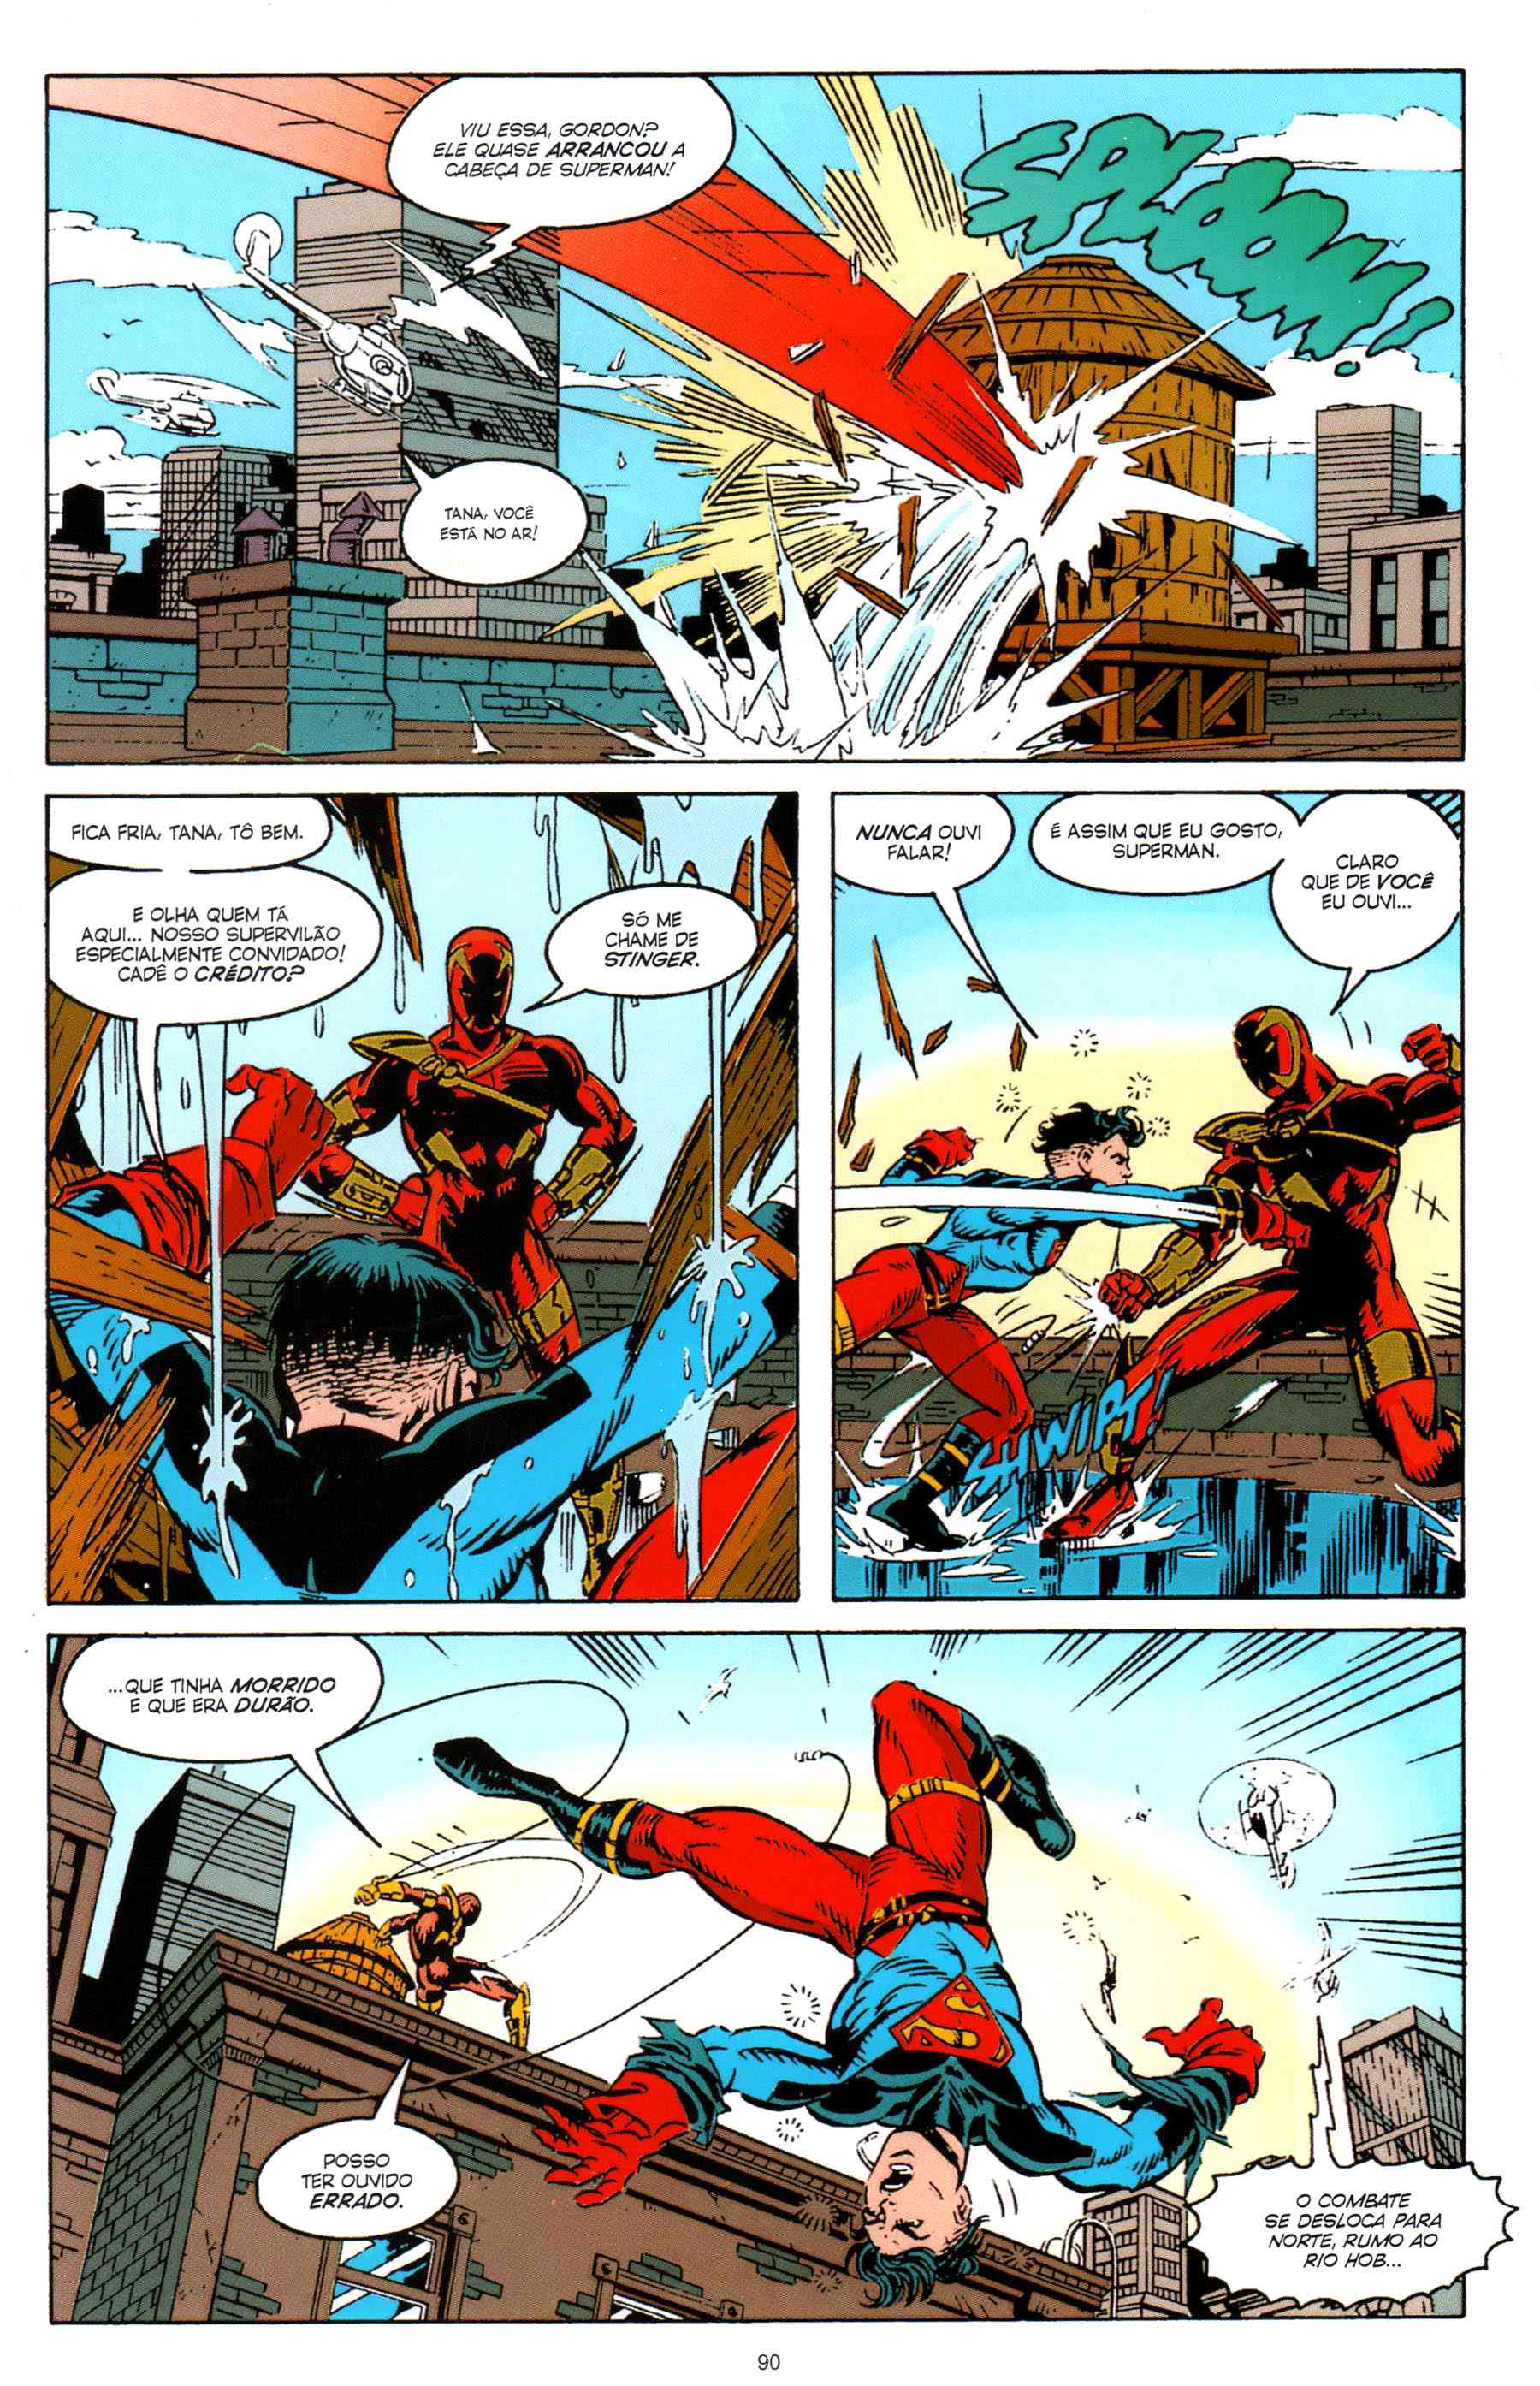 VIU ESSA, GORDON?
ELE QUASE ARRANCOU A
CABEÇA DE SUPERMAN!
SPLOOM!
TANA, VOCÊ
ESTÁ NO AR!
FICA FRIA, TANA, TÔ BEM.
E OLHA QUEM TÁ
AQUI... NOSSO SUPERVILÃO
ESPECIALMENTE CONVIDADO!
CADÊ O CRÉDITO?
SÓ ME
CHAME DE
STINGER.
NUNCA OUVI
FALAR!
É ASSIM QUE EU GOSTO,
SUPERMAN.
CLARO
QUE DE VOCÊ
EU OUVI...
SHWIPT!
...QUE TINHA MORRIDO
E QUE ERA DURÃO.
POSSO
TER OUVIDO
ERRADO.
S
O COMBATE
SE DESLOCA PARA
NORTE, RUMO AO
RIO HOB...
90